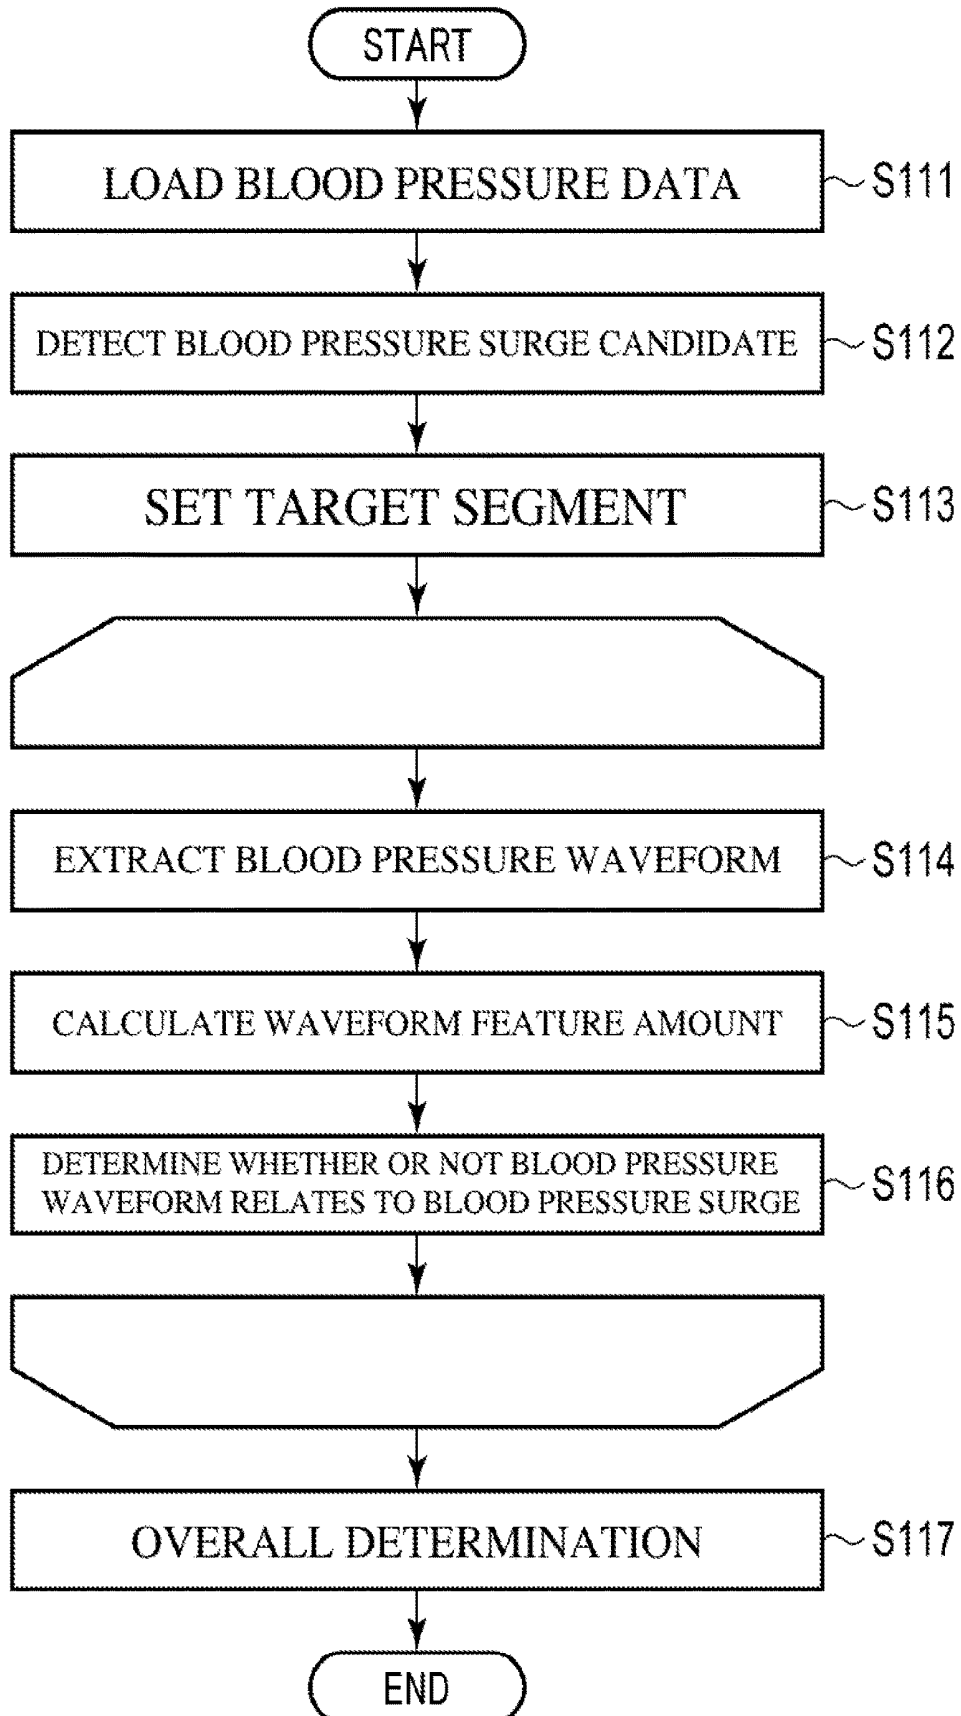 START
LOAD BLOOD PRESSURE DATA
S111
DETECT BLOOD PRESSURE SURGE CANDIDATE
S112
SET TARGET SEGMENT
S113
EXTRACT BLOOD PRESSURE WAVEFORM
S114
CALCULATE WAVEFORM FEATURE AMOUNT
S115
DETERMINE WHETHER OR NOT BLOOD PRESSURE
WAVEFORM RELATES TO BLOOD PRESSURE SURGE
S116
OVERALL DETERMINATION
S117
END